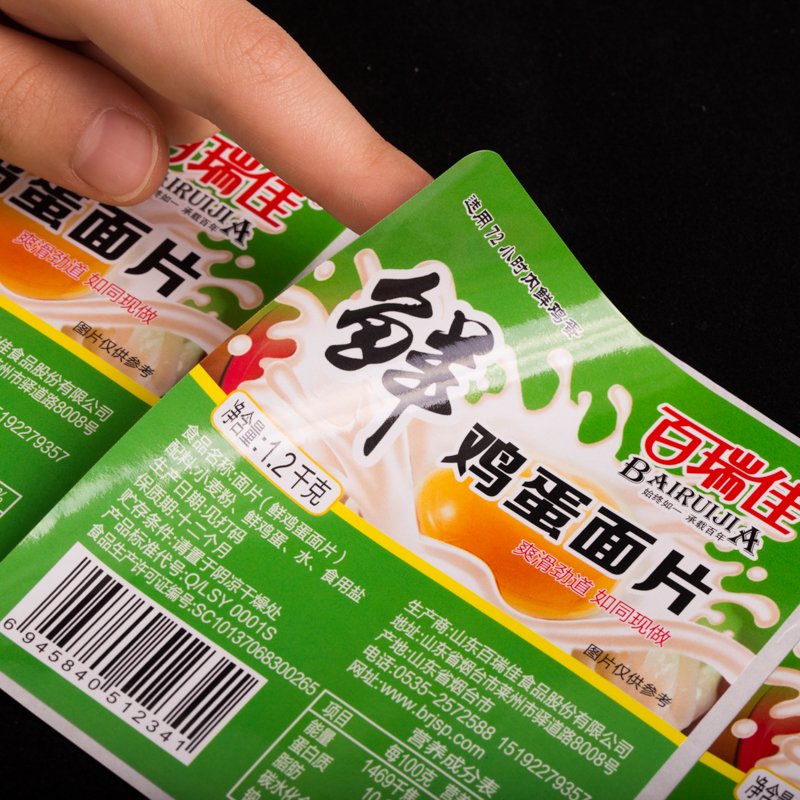 选用72小时内鲜鸡蛋
鲜
鸡蛋面片
百瑞佳
BAIRUIJIA
始终如一 承载百年
爽滑劲道 如同现做
图片仅供参考
净含量:1.2千克
食品名称:面片(鲜鸡蛋面片)
配料:小麦粉、鲜鸡蛋、水、食用盐
生产日期:见打码
保质期:十二个月
贮存条件:请置于阴凉干燥处
产品标准代号:Q/LSY 0001S
食品生产许可证编号:SC10137068300265
6 945840 512341
生产商:山东百瑞佳食品股份有限公司
地址:山东省烟台市莱州市驿道路8008号
产地:山东省烟台市
电话:0535-2572588 15192279357
网址:www.brjsp.com
营养成分表
项目 每100克
能量 1469千焦
蛋白质
脂肪
碳水化合
百瑞佳
BAIRUIJIA
始终如一 承载百年
鸡蛋面片
爽滑劲道 如同现做
图片仅供参考
佳食品股份有限公司
莱州市驿道路8008号
15192279357
净含量